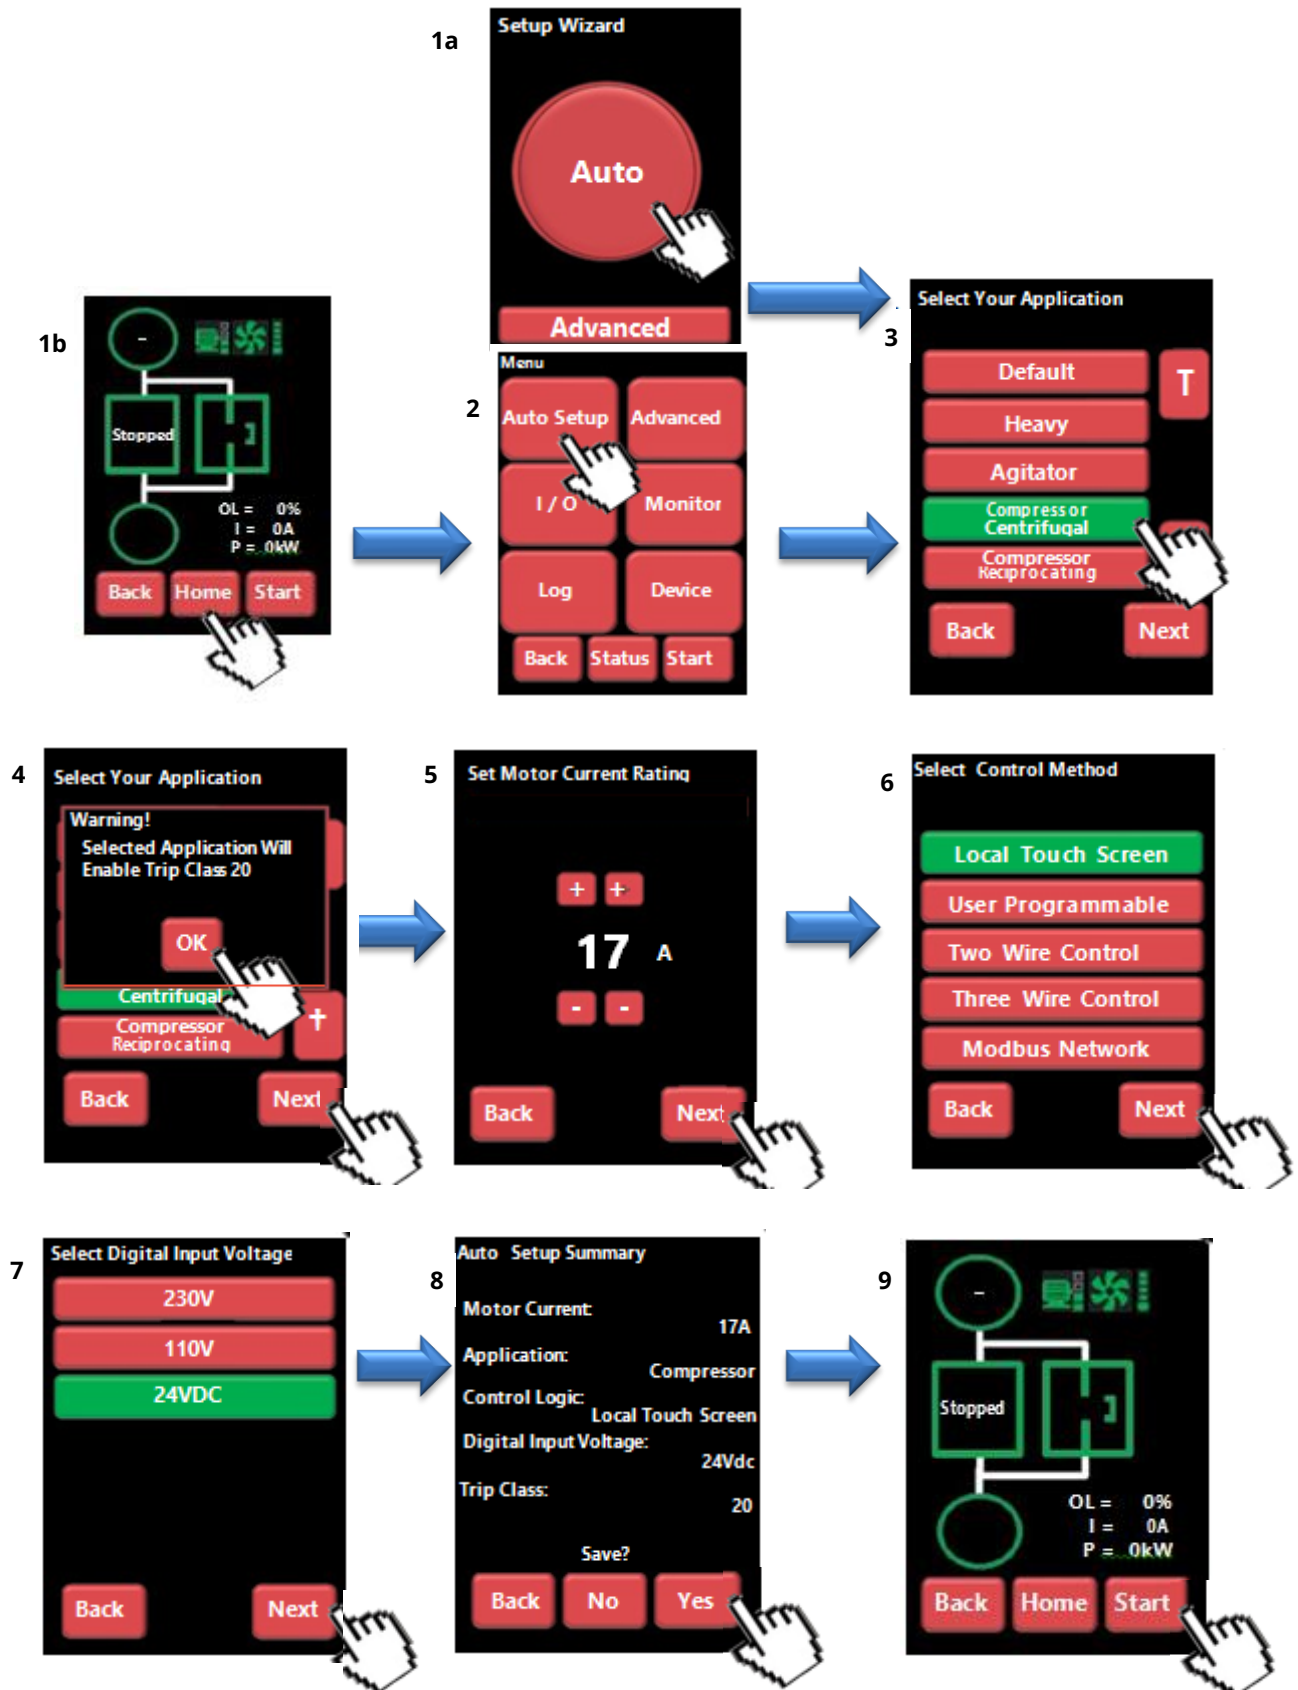 1a
Setup Wizard
Auto
Advanced
1b
-
Stopped
OL = 0%
I = 0A
P = 0kW
Back Home Start
2
Menu
Auto Setup Advanced
I / O Monitor
Log Device
Back Status Start
3
Select Your Application
Default
T
Heavy
Agitator
Compressor
Centrifugal
Compressor
Reciprocating
Back Next
4
Select Your Application
Warning!
Selected Application Will
Enable Trip Class 20
OK
Centrifugal
Compressor
Reciprocating
Back Next
5
Set Motor Current Rating
+ +
17 A
- -
Back Next
6
Select Control Method
Local Touch Screen
User Programmable
Two Wire Control
Three Wire Control
Modbus Network
Back Next
7
Select Digital Input Voltage
230V
110V
24VDC
Back Next
8
Auto Setup Summary
Motor Current:
17A
Application:
Compressor
Control Logic:
Local Touch Screen
Digital Input Voltage:
24Vdc
Trip Class:
20
Save?
Back No Yes
9
-
Stopped
OL = 0%
I = 0A
P = 0kW
Back Home Start